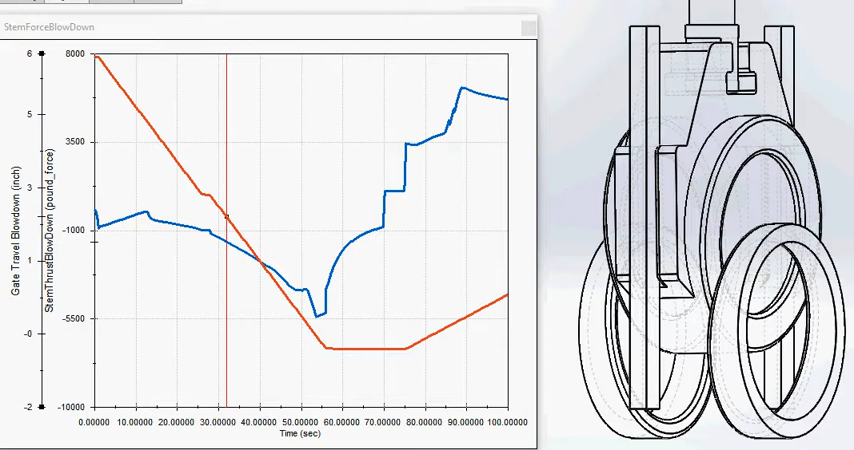 StemForceBlowDown
6
5
3
2
1
-0
-2
Gate Travel Blowdown (inch)
StemThrustBlowDown (pound_force)
8000
3500
-1000
-5500
-10000
0.00000 10.00000 20.00000 30.00000 40.00000 50.00000 60.00000 70.00000 80.00000 90.00000 100.00000
Time (sec)